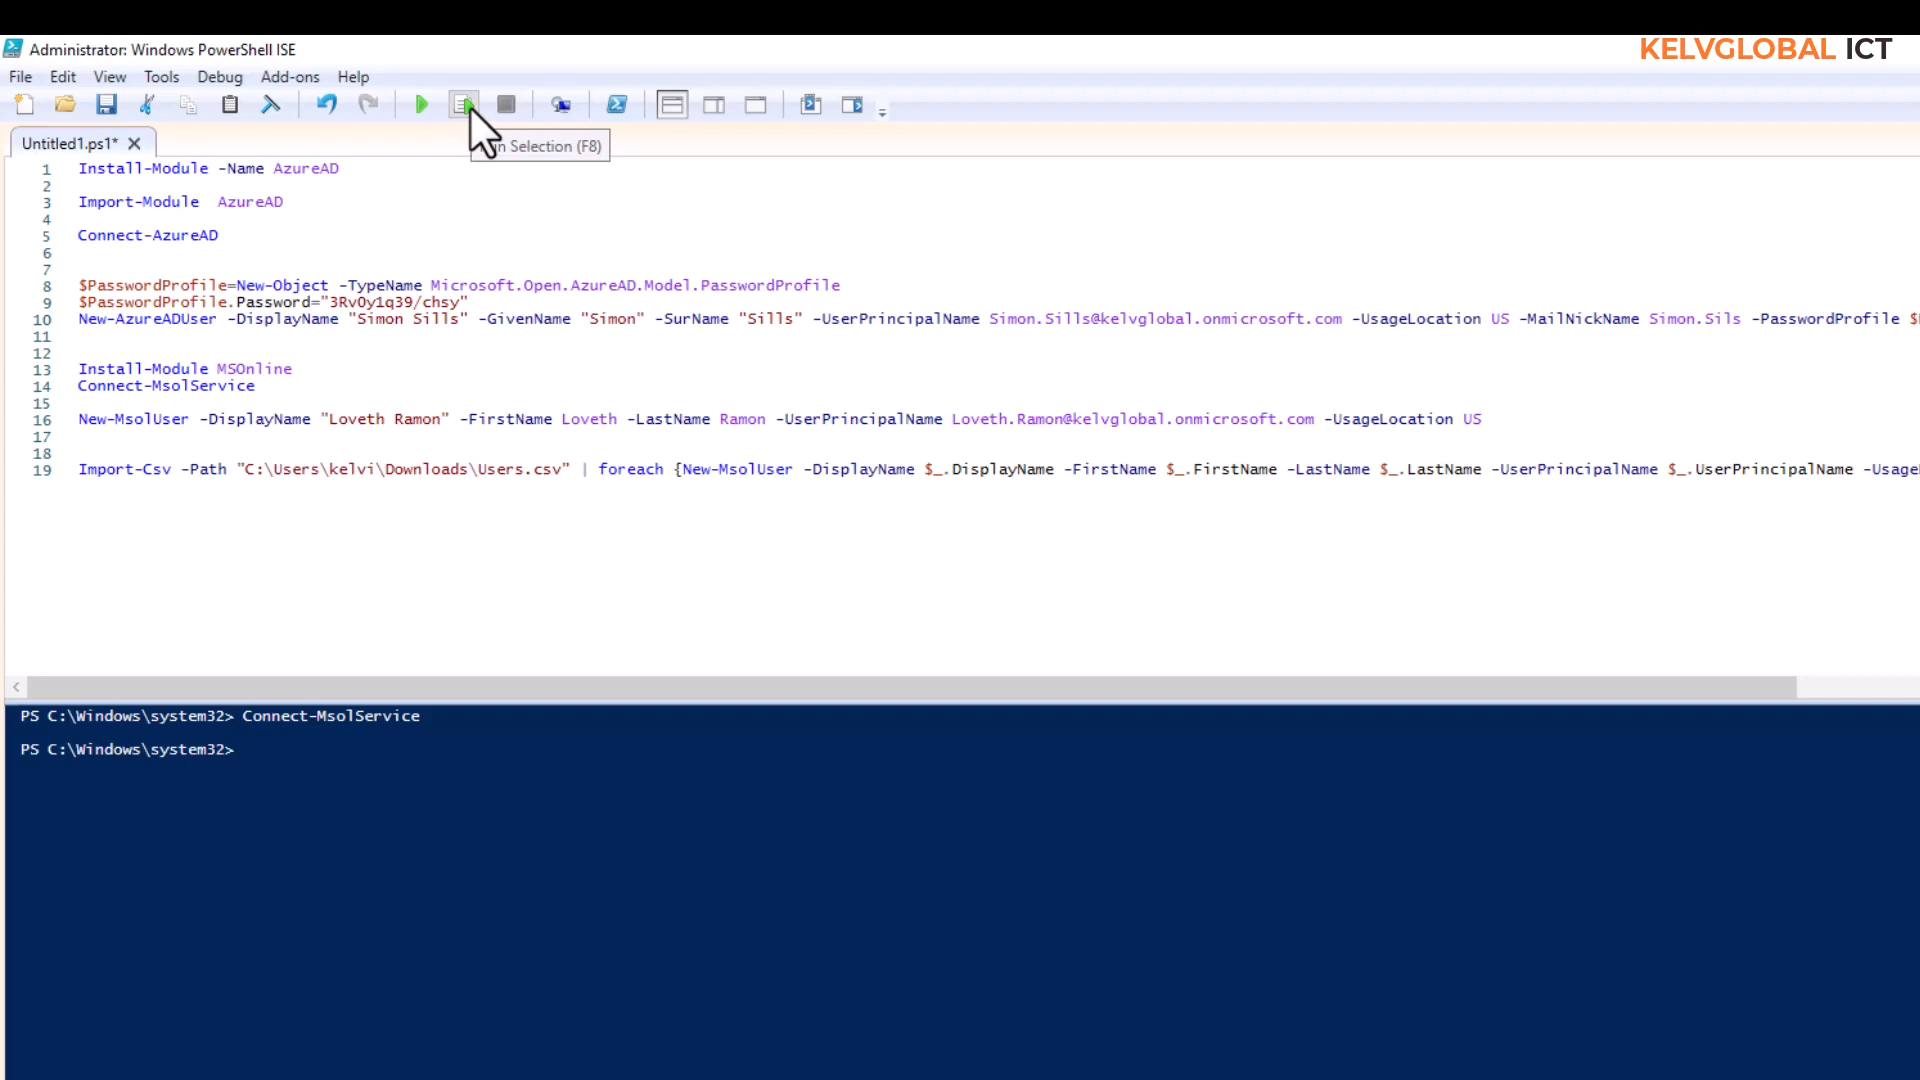 Administrator: Windows PowerShell ISE
KELVGLOBAL ICT
File Edit View Tools Debug Add-ons Help
Untitled1.ps1*
Selection (F8)
1 Install-Module -Name AzureAD
2
3 Import-Module  AzureAD
4
5 Connect-AzureAD
6
7
8 $PasswordProfile=New-Object -TypeName Microsoft.Open.AzureAD.Model.PasswordProfile
9 $PasswordProfile.Password="3RvOy1q39/chsy"
10 New-AzureADUser -DisplayName "Simon Sills" -GivenName "Simon" -SurName "Sills" -UserPrincipalName Simon.Sills@kelvglobal.onmicrosoft.com -UsageLocation US -MailNickName Simon.Sils -PasswordProfile $
11
12
13 Install-Module MSOnline
14 Connect-MsolService
15
16 New-MsolUser -DisplayName "Loveth Ramon" -FirstName Loveth -LastName Ramon -UserPrincipalName Loveth.Ramon@kelvglobal.onmicrosoft.com -UsageLocation US
17
18
19 Import-Csv -Path "C:\Users\kelvi\Downloads\Users.csv" | foreach {New-MsolUser -DisplayName $_.DisplayName -FirstName $_.FirstName -LastName $_.LastName -UserPrincipalName $_.UserPrincipalName -Usage
PS C:\Windows\system32> Connect-MsolService
PS C:\Windows\system32>